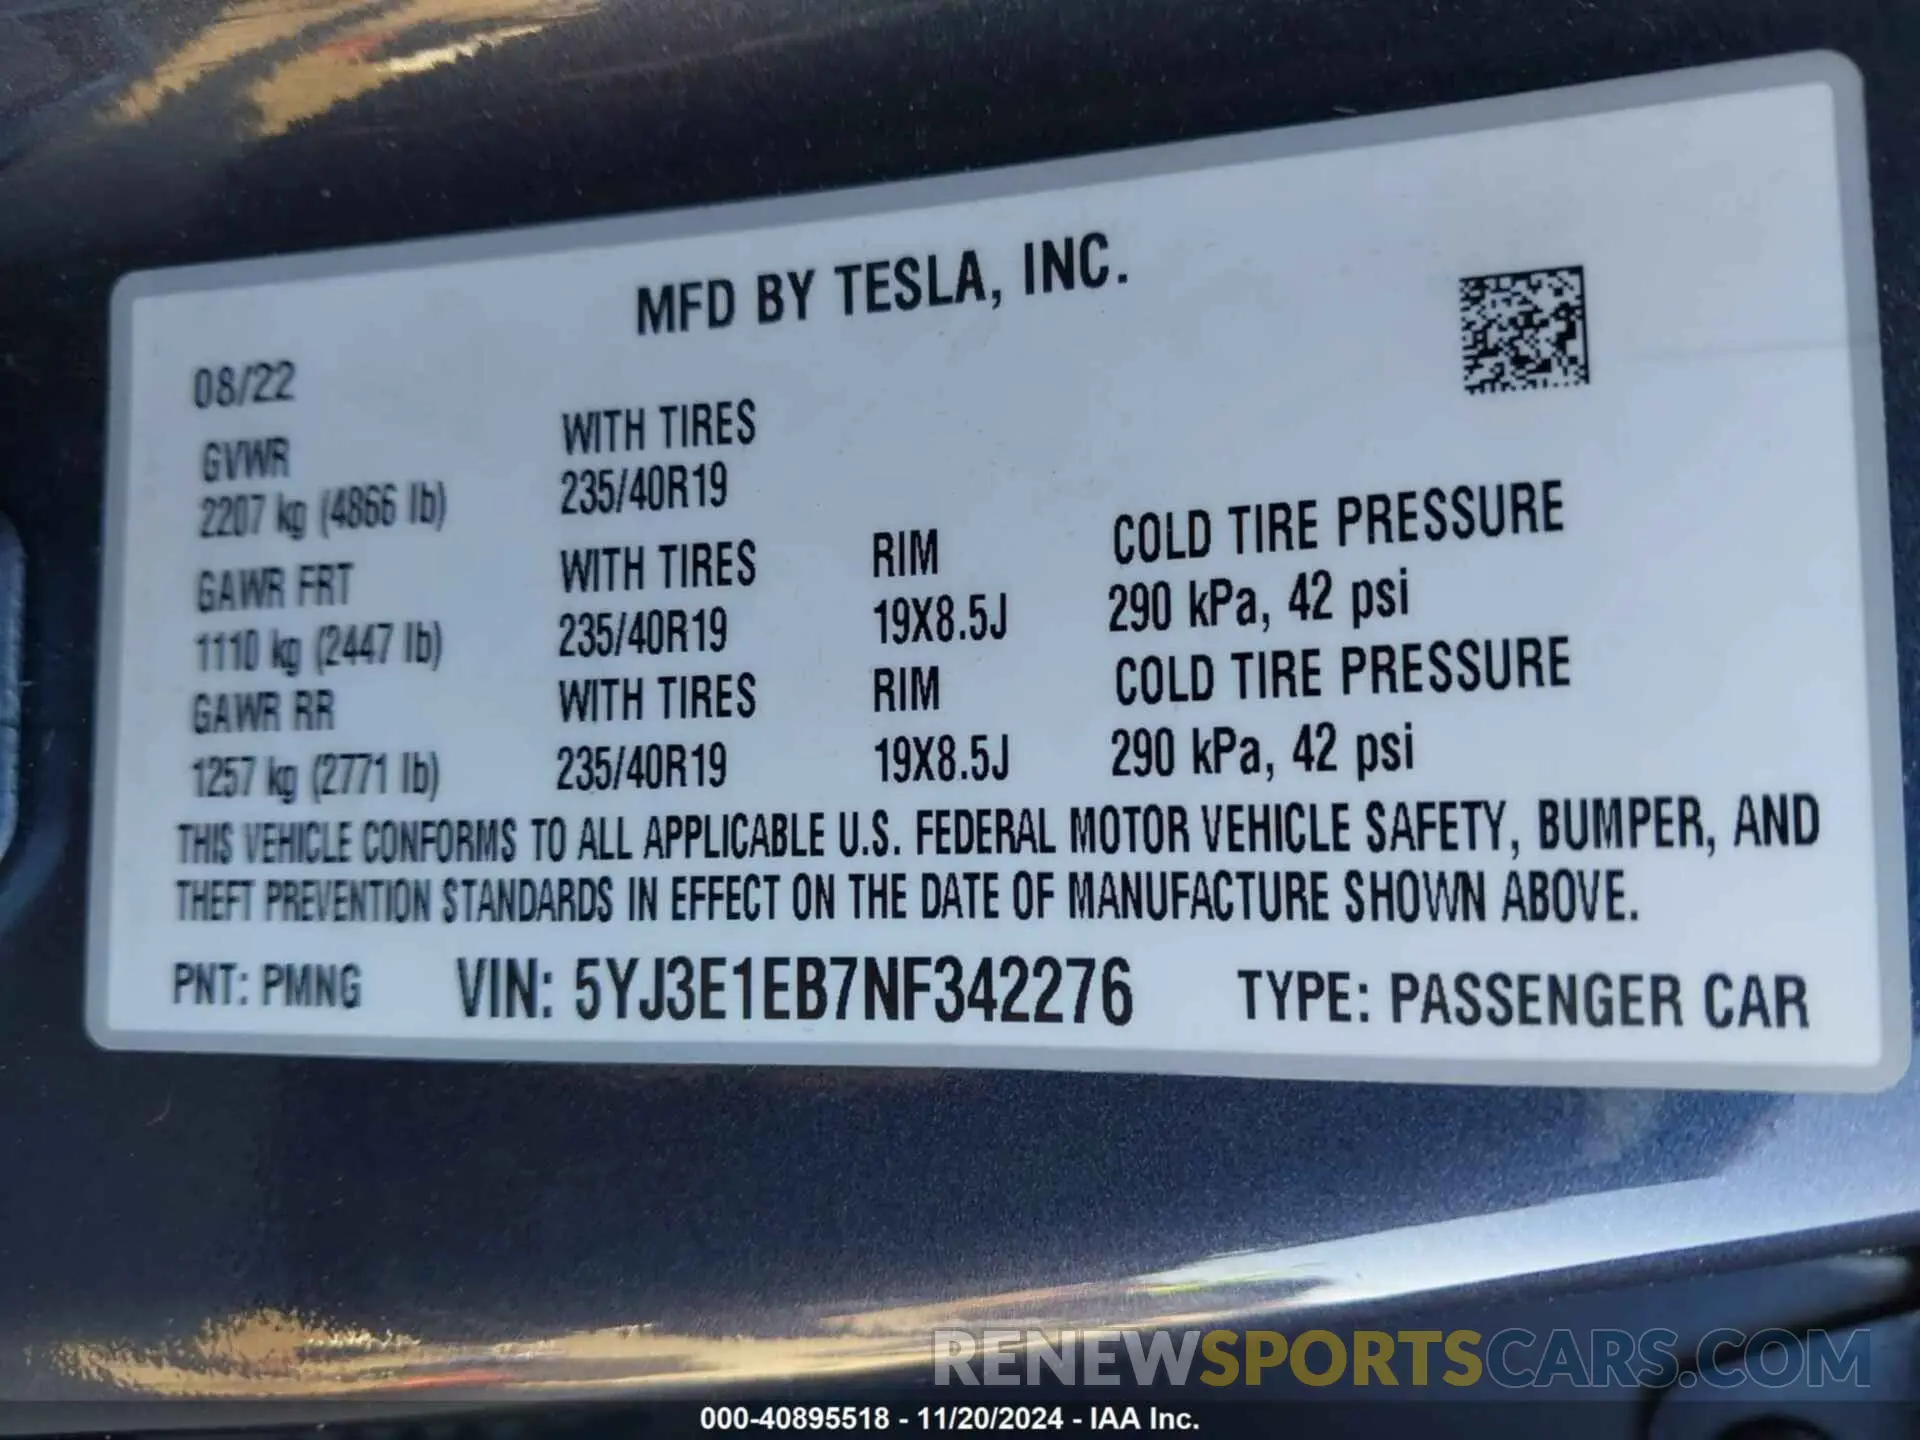 MFD BY TESLA, INC.
08/22
GVWR WITH TIRES
2207 kg (4866 lb) 235/40R19
GAWR FRT WITH TIRES RIM COLD TIRE PRESSURE
1110 kg (2447 lb) 235/40R19 19X8.5J 290 kPa, 42 psi
GAWR RR WITH TIRES RIM COLD TIRE PRESSURE
1257 kg (2771 lb) 235/40R19 19X8.5J 290 kPa, 42 psi
THIS VEHICLE CONFORMS TO ALL APPLICABLE U.S. FEDERAL MOTOR VEHICLE SAFETY, BUMPER, AND
THEFT PREVENTION STANDARDS IN EFFECT ON THE DATE OF MANUFACTURE SHOWN ABOVE.
PNT: PMNG VIN: 5YJ3E1EB7NF342276 TYPE: PASSENGER CAR
RENEWSPORTSCARS.COM
000-40895518 - 11/20/2024 - IAA Inc.